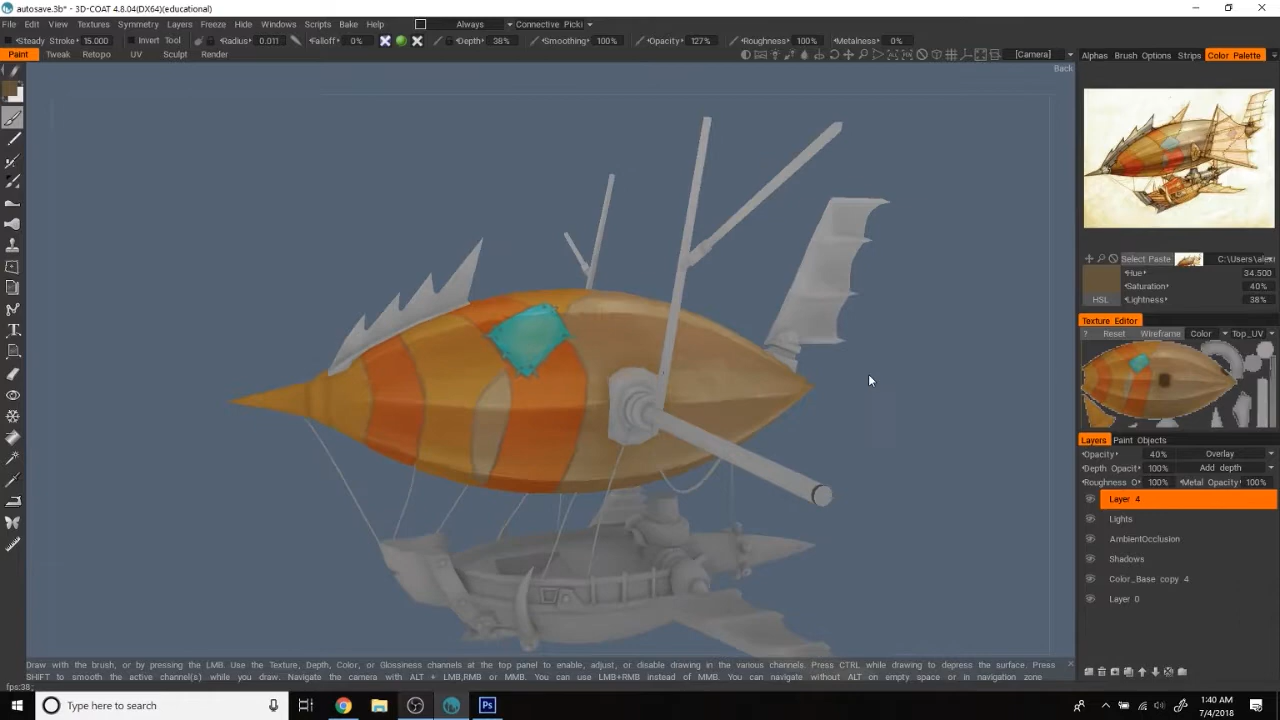 autosave.3b* - 3D-COAT 4.8.04(DX64)(educational)
File Edit View Textures Symmetry Layers Freeze Hide Windows Scripts Bake Help Always Connective Picki
Steady Stroke 15.000 Invert Tool Radius 0.011 Falloff 0% Depth 38% Smoothing 100% Opacity 127% Roughness 100% Metalness 0%
Paint Tweak Retopo UV Sculpt Render [Camera] Alphas Brush Options Strips Color Palette
Back
Select Paste C:\Users\alex
Hue 34.500
Saturation 40%
HSL Lightness 38%
Texture Editor
? Reset Wireframe Color Top_UV
Layers Paint Objects
Opacity 40% Overlay
Depth Opacit 100% Add depth
Roughness O 100% Metal Opacity 100%
Layer 4
Lights
AmbientOcclusion
Shadows
Color_Base copy 4
Layer 0
Draw with the brush, or by pressing the LMB. Use the Texture, Depth, Color, or Glossiness channels at the top panel to enable, adjust, or disable drawing in the various channels. Press CTRL while drawing to depress the surface. Press
SHIFT to smooth the active channel(s) while you draw. Navigate the camera with ALT + LMB,RMB or MMB. You can use LMB+RMB instead of MMB. You can navigate without ALT on empty space or in navigation zone
fps:38;
Type here to search
Ps
1:40 AM
7/4/2018